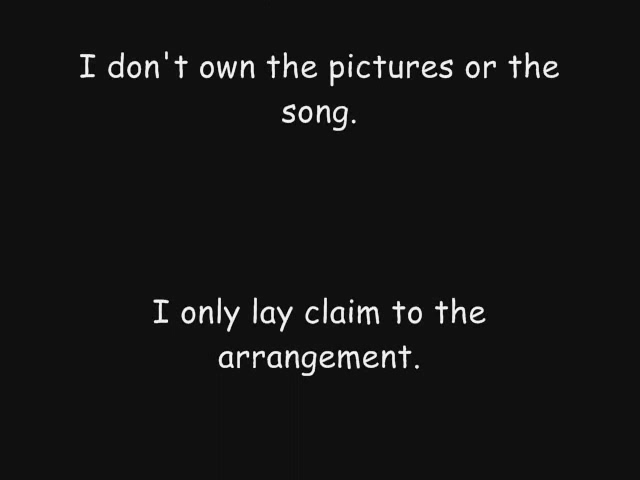 I don't own the pictures or the
song.
I only lay claim to the
arrangement.